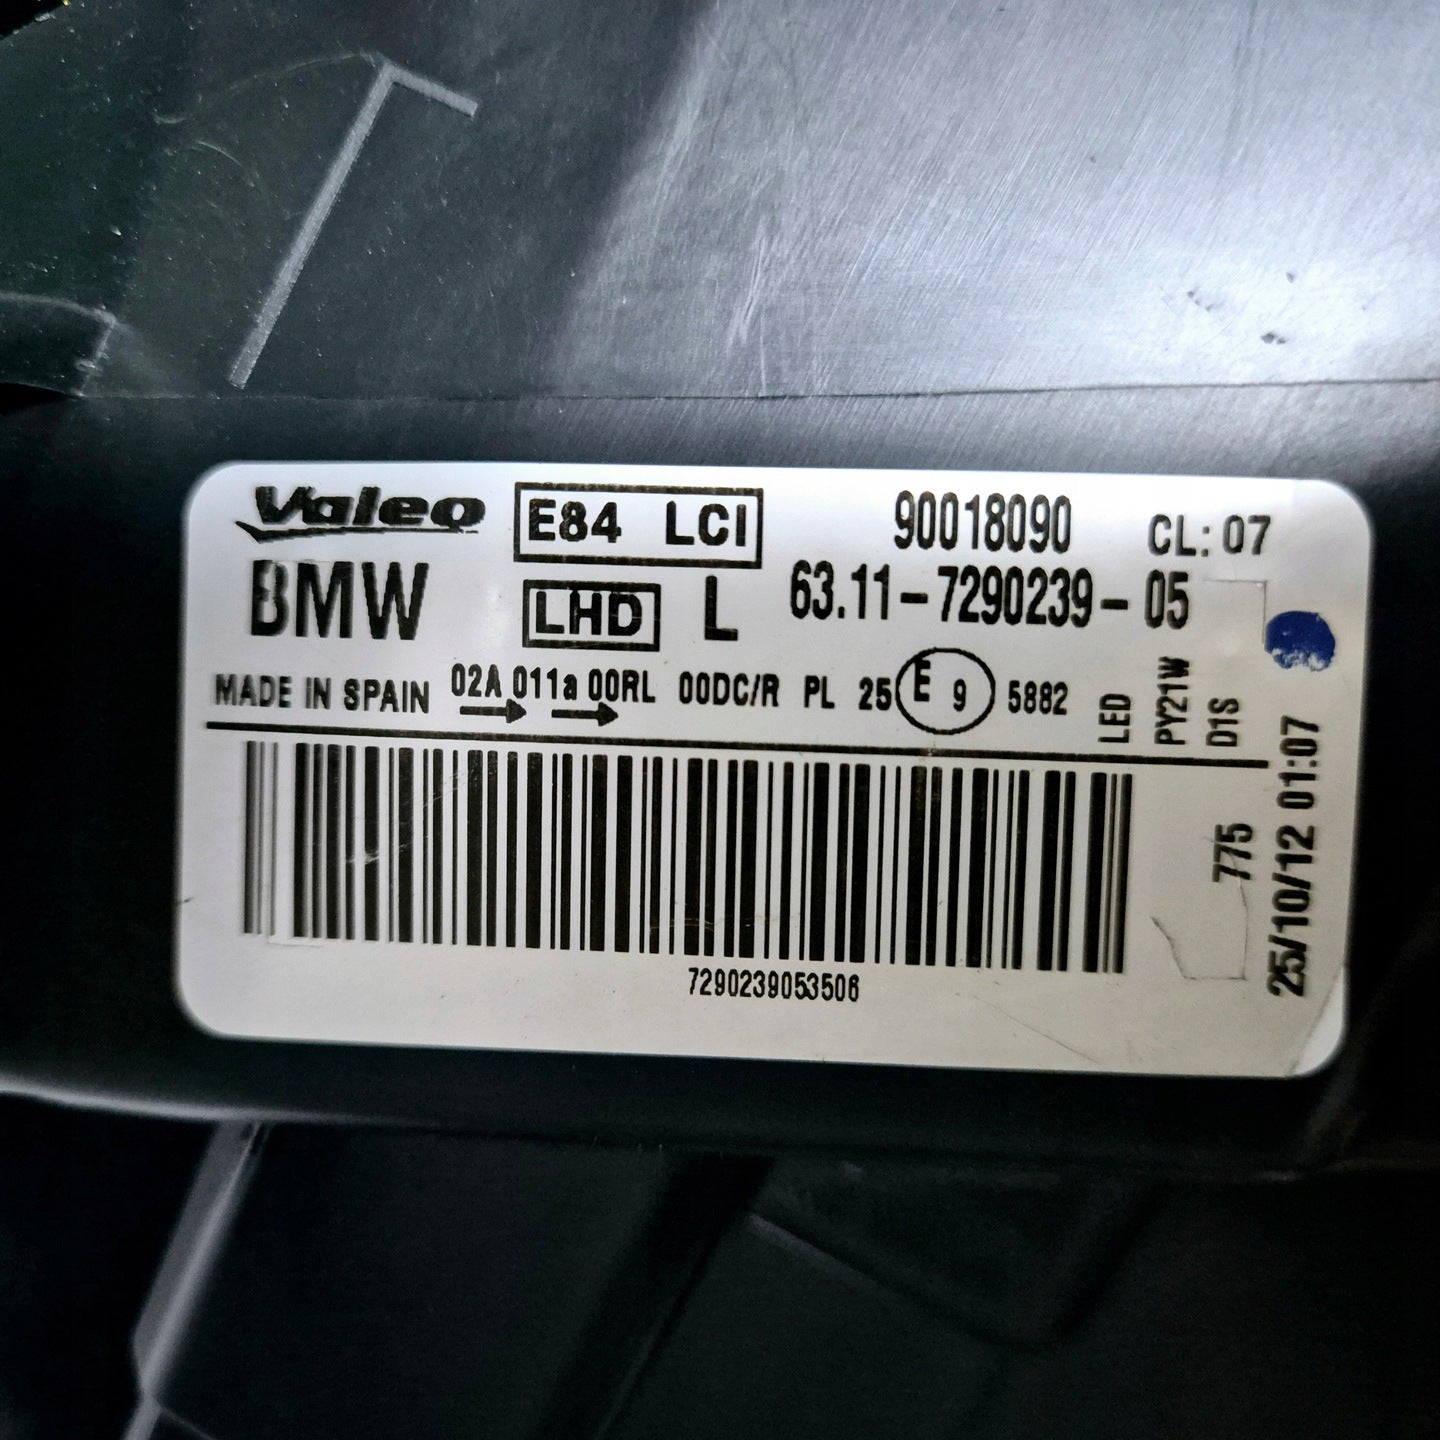 Valeo E84 LCI 90018090 CL: 07
BMW LHD L 63.11-7290239-05
MADE IN SPAIN 02A 011a 00RL 00DC/R PL 25 E 9 5882
LED
PY21W
D1S
775
25/10/12 01:07
7290239053506